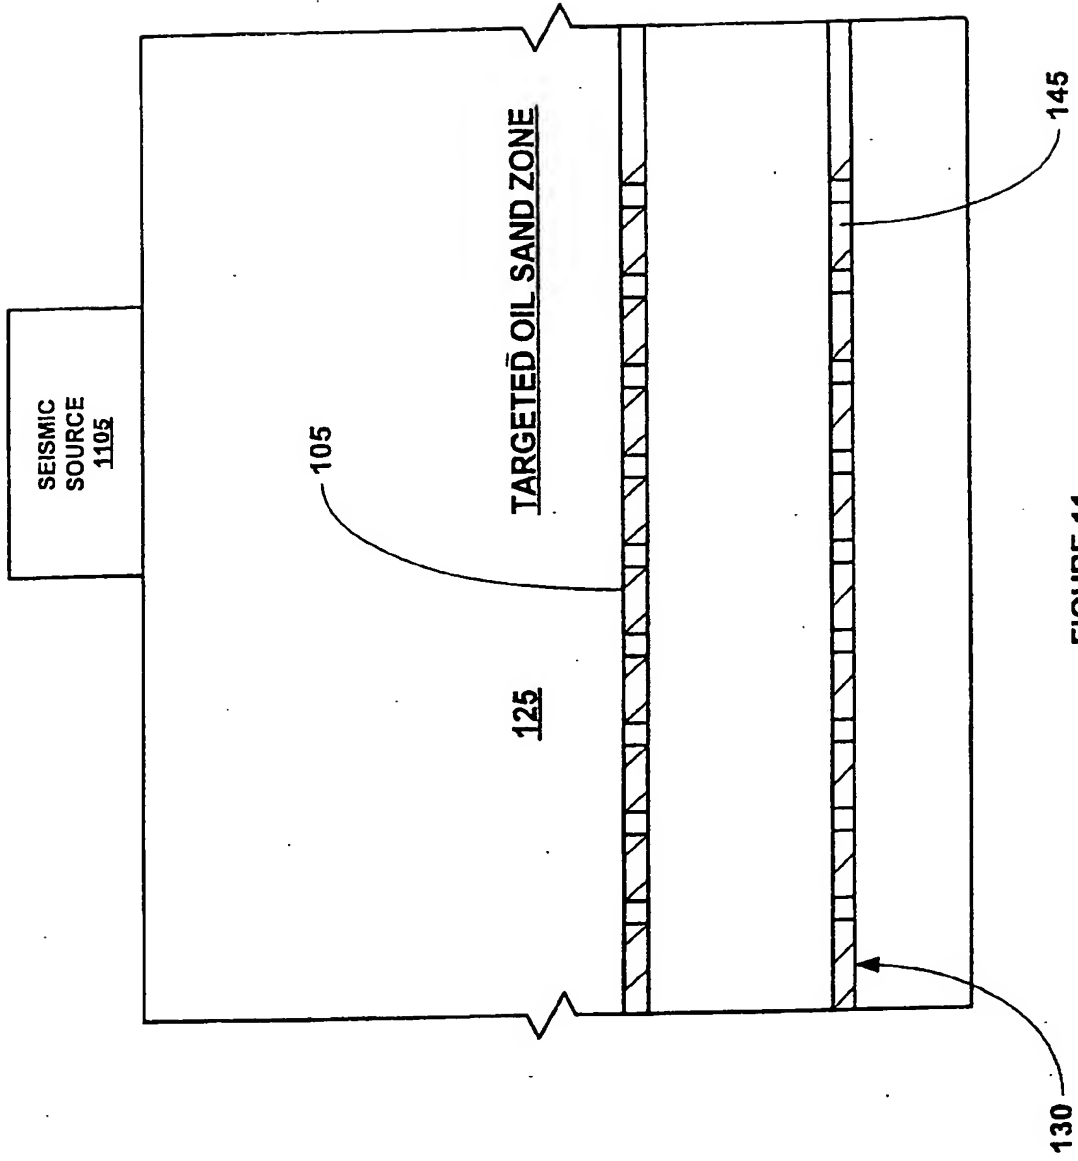 SEISMIC
SOURCE
1105
105
TARGETED OIL SAND ZONE
125
145
130
FIGURE 11